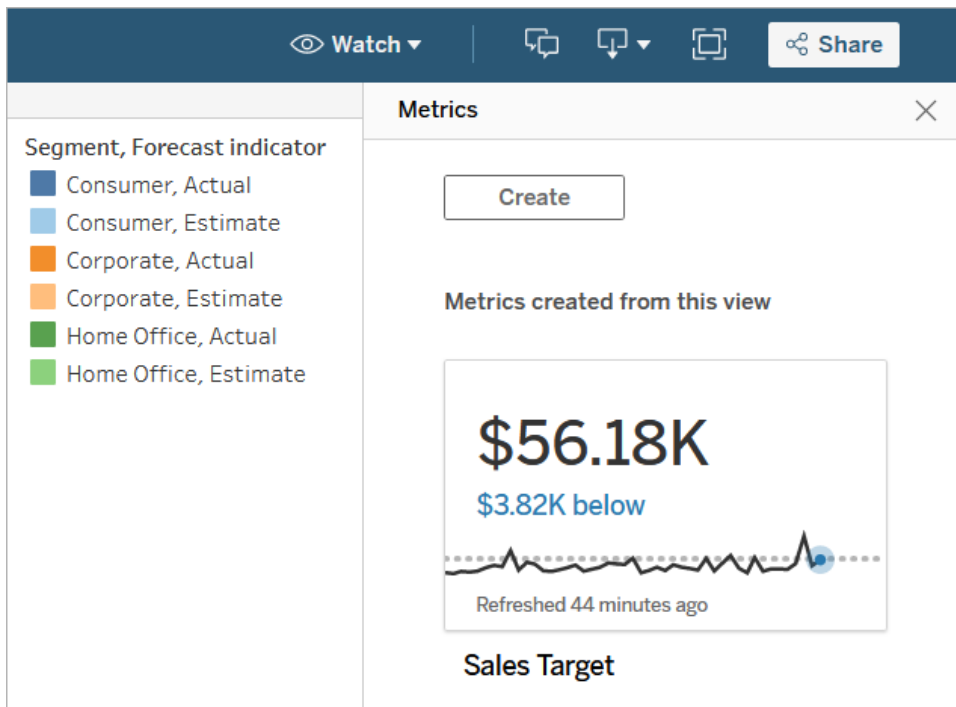 Watch
Share
Metrics
Segment, Forecast indicator
Consumer, Actual
Consumer, Estimate
Corporate, Actual
Corporate, Estimate
Home Office, Actual
Home Office, Estimate
Create
Metrics created from this view
$56.18K
$3.82K below
Refreshed 44 minutes ago
Sales Target